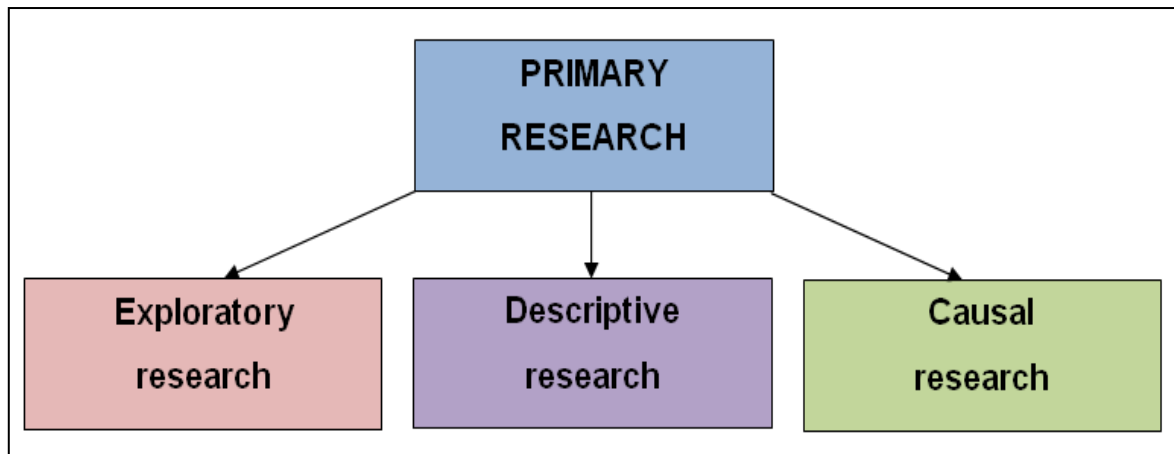 PRIMARY
RESEARCH
Exploratory
research
Descriptive
research
Causal
research